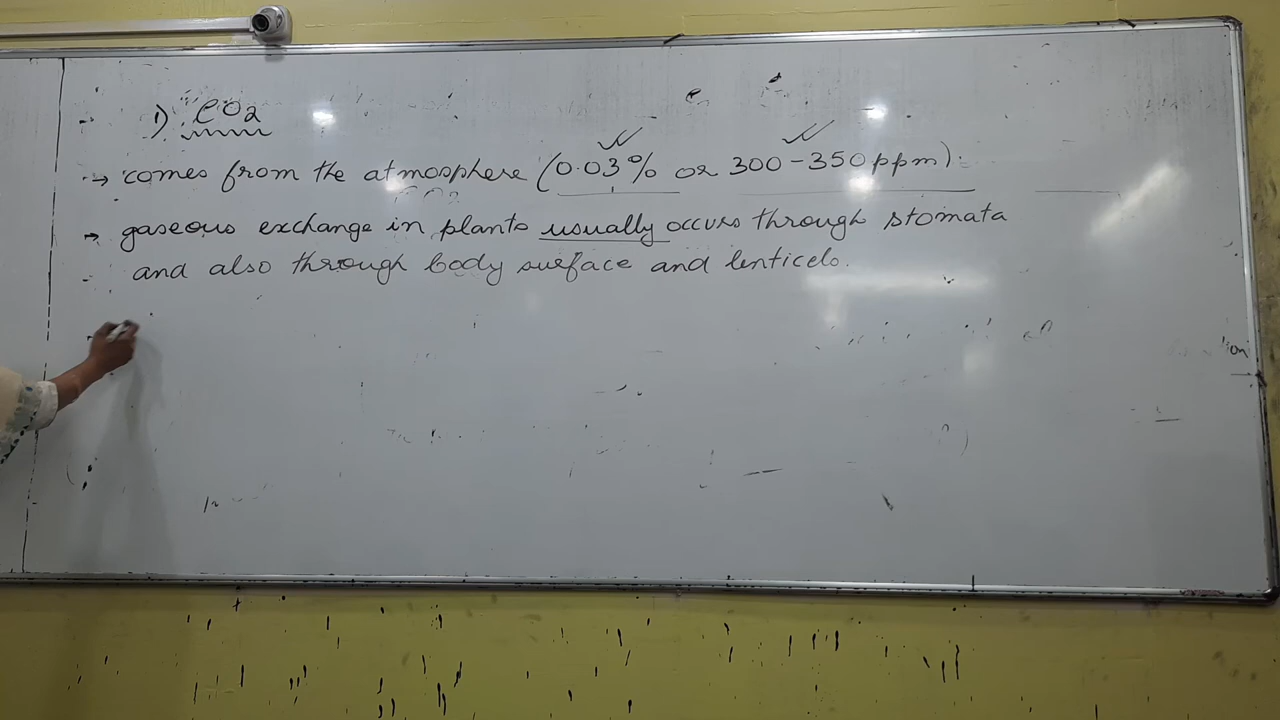 1) CO2
→ comes from the atmosphere (0.03% or 300-350 ppm).
→ gaseous exchange in plants usually occurs through stomata
and also through body surface and lenticels.